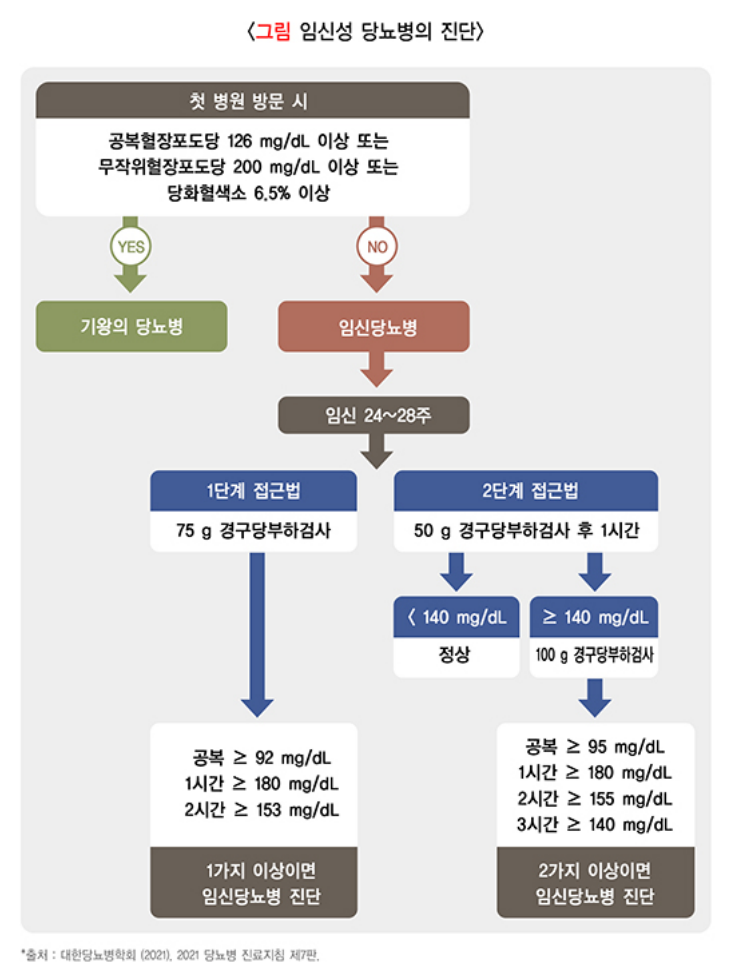 <그림 임신성 당뇨병의 진단>
첫 병원 방문 시
공복혈장포도당 126 mg/dL 이상 또는
무작위혈장포도당 200 mg/dL 이상 또는
당화혈색소 6.5% 이상
YES
NO
기왕의 당뇨병
임신당뇨병
임신 24~28주
1단계 접근법
75 g 경구당부하검사
2단계 접근법
50 g 경구당부하검사 후 1시간
< 140 mg/dL
정상
≥ 140 mg/dL
100 g 경구당부하검사
공복 ≥ 92 mg/dL
1시간 ≥ 180 mg/dL
2시간 ≥ 153 mg/dL
1가지 이상이면
임신당뇨병 진단
공복 ≥ 95 mg/dL
1시간 ≥ 180 mg/dL
2시간 ≥ 155 mg/dL
3시간 ≥ 140 mg/dL
2가지 이상이면
임신당뇨병 진단
*출처 : 대한당뇨병학회 (2021). 2021 당뇨병 진료지침 제7판.